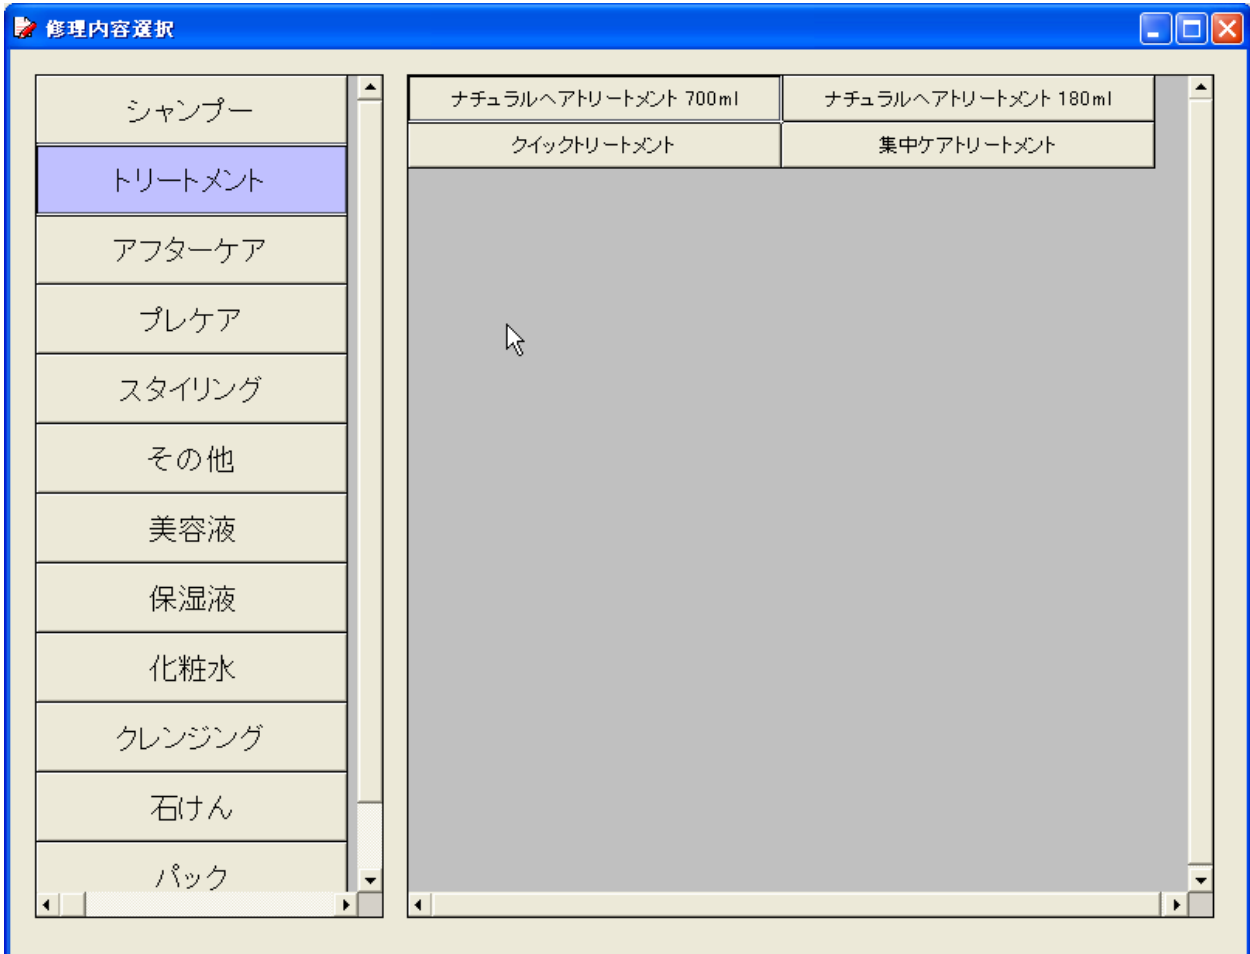 修理内容選択
シャンプー
トリートメント
アフターケア
プレケア
スタイリング
その他
美容液
保湿液
化粧水
クレンジング
石けん
パック
ナチュラルヘアトリートメント 700ml ナチュラルヘアトリートメント 180ml
クイックトリートメント 集中ケアトリートメント